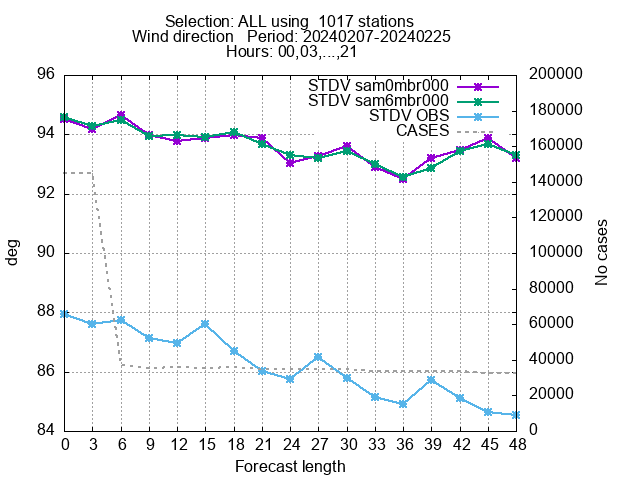 Selection: ALL using  1017 stations
Wind direction   Period: 20240207-20240225
Hours: 00,03,...,21
STDV sam0mbr000
STDV sam6mbr000
STDV OBS
CASES
96
94
92
90
88
86
84
deg
200000
180000
160000
140000
120000
100000
80000
60000
40000
20000
0
No cases
0 3 6 9 12 15 18 21 24 27 30 33 36 39 42 45 48
Forecast length